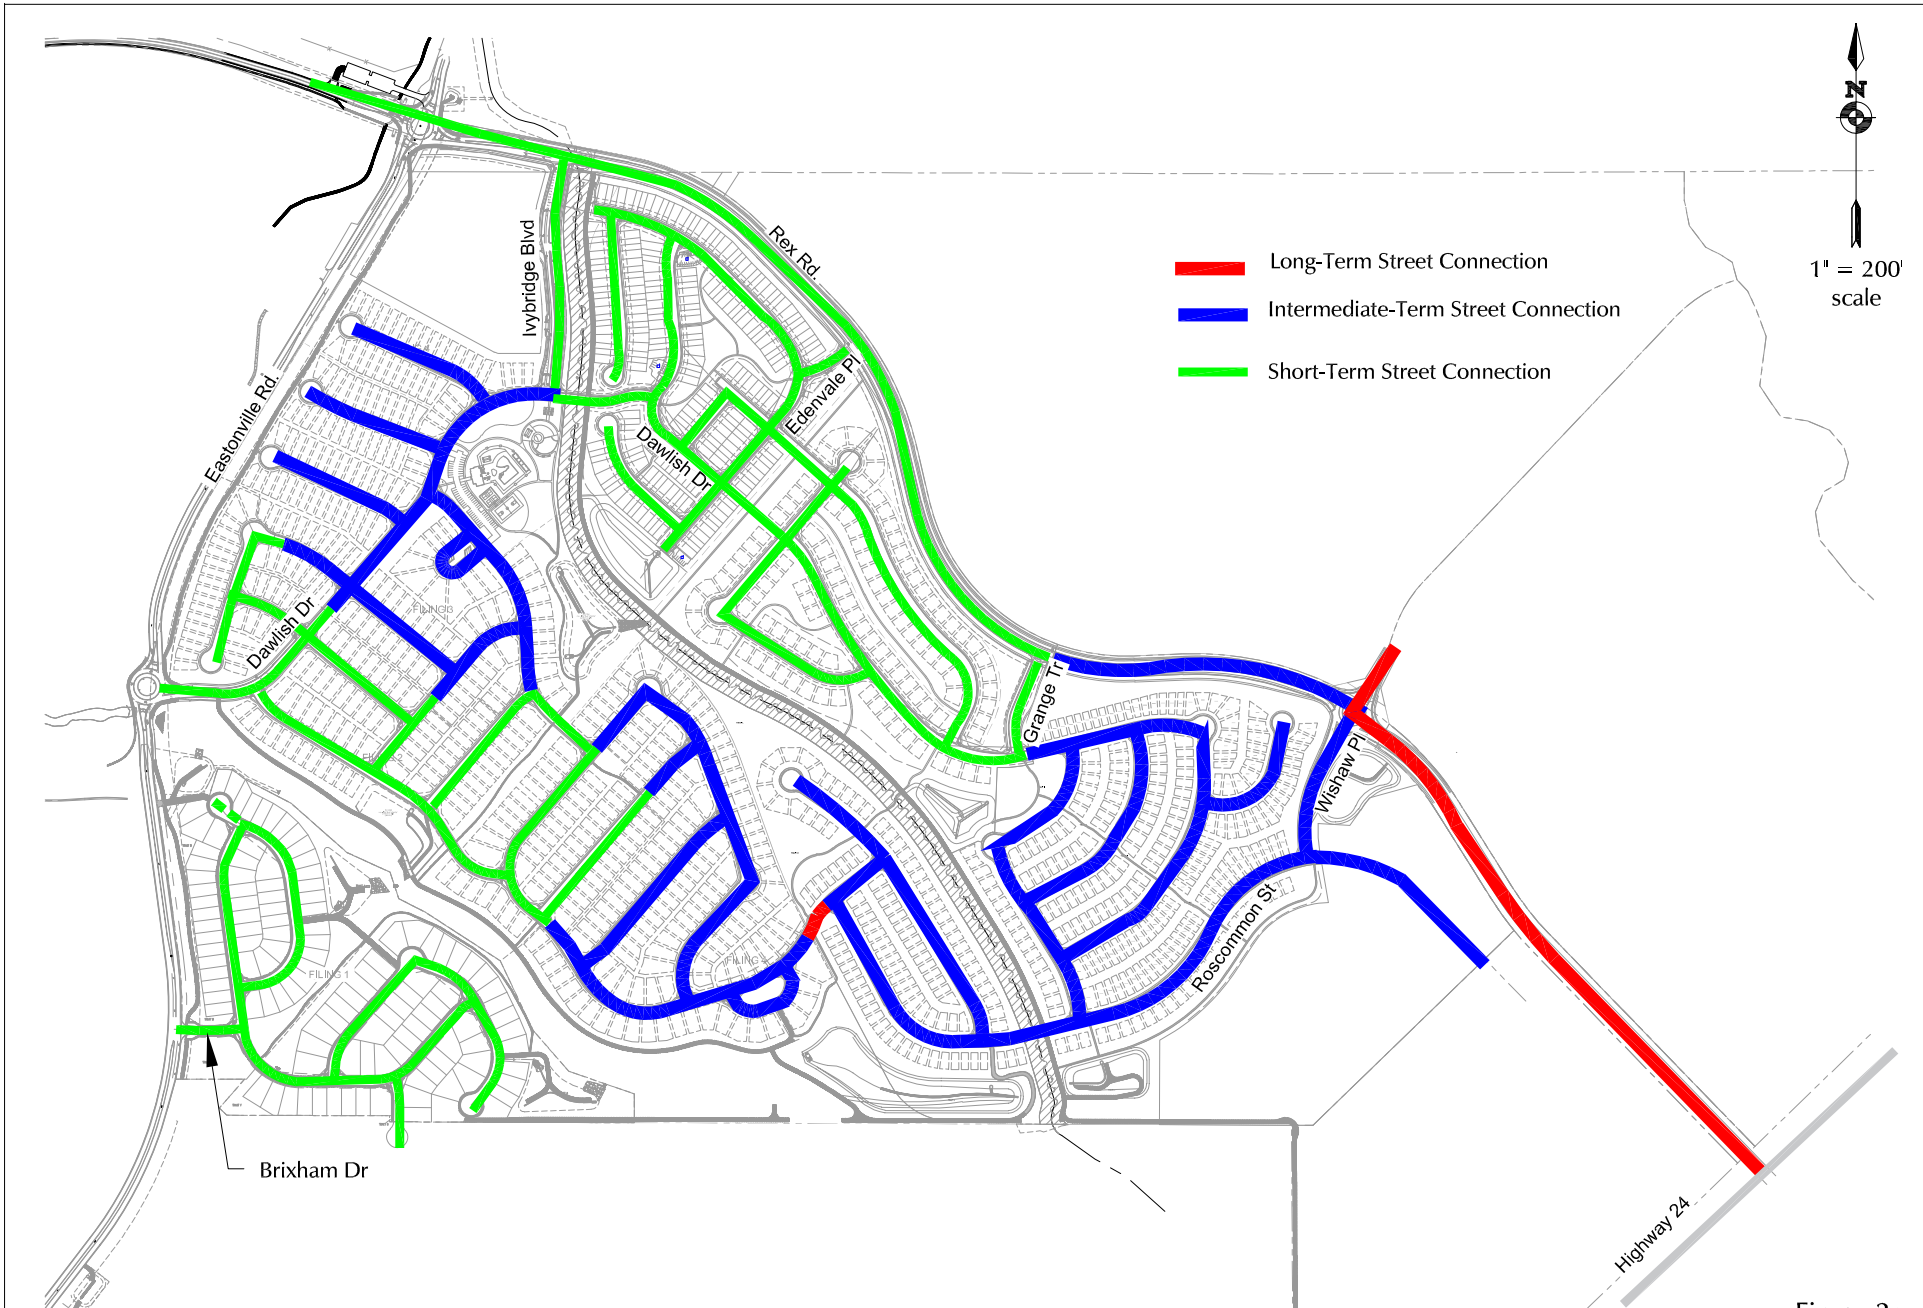 N
1" = 200'
scale
Long-Term Street Connection
Intermediate-Term Street Connection
Short-Term Street Connection
Rex Rd.
Ivybridge Blvd
Eastonville Rd.
Edenvale Pl
Dawlish Dr
Dawlish Dr
FILING 3
Grange Tr
Wishaw Pl
Roscommon St
FILING 1
Brixham Dr
Highway 24